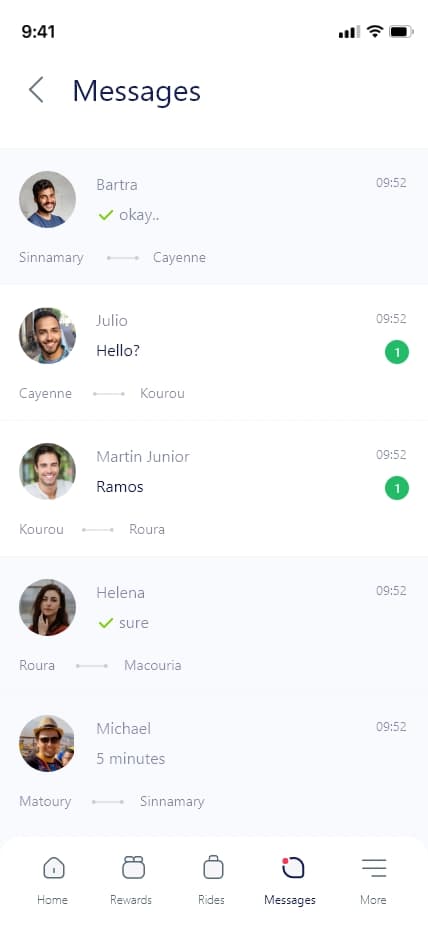 9:41
Messages
Bartra 09:52
okay..
Sinnamary Cayenne
Julio 09:52
Hello? 1
Cayenne Kourou
Martin Junior 09:52
Ramos 1
Kourou Roura
Helena 09:52
sure
Roura Macouria
Michael 09:52
5 minutes
Matoury Sinnamary
Home Rewards Rides Messages More